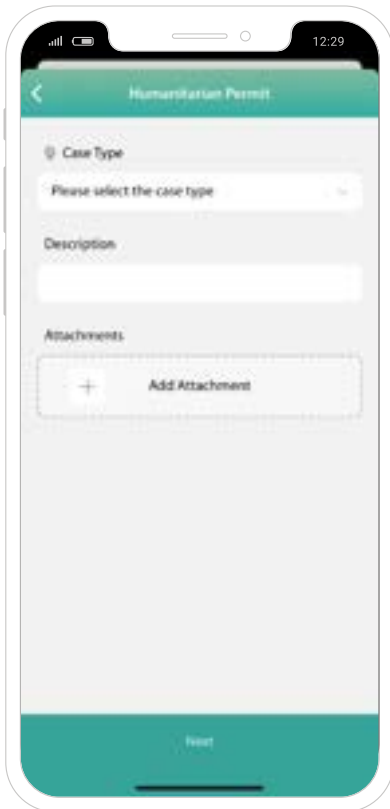 12:29
Humanitarian Permit
Case Type
Please select the case type
Description
Attachments
+ Add Attachment
Next